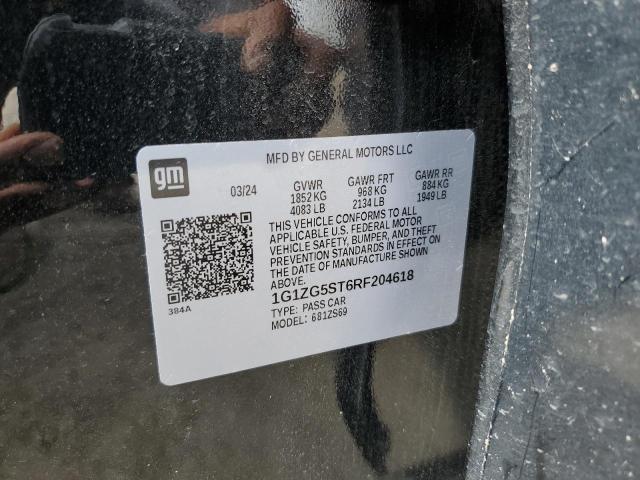 MFD BY GENERAL MOTORS LLC
gm
03/24 GVWR GAWR FRT GAWR RR
1852 KG 968 KG 884 KG
4083 LB 2134 LB 1949 LB
THIS VEHICLE CONFORMS TO ALL
APPLICABLE U.S. FEDERAL MOTOR
VEHICLE SAFETY, BUMPER, AND THEFT
PREVENTION STANDARDS IN EFFECT ON
THE DATE OF MANUFACTURE SHOWN
ABOVE.
1G1ZG5ST6RF204618
TYPE: PASS CAR
MODEL: 681ZS69
384A